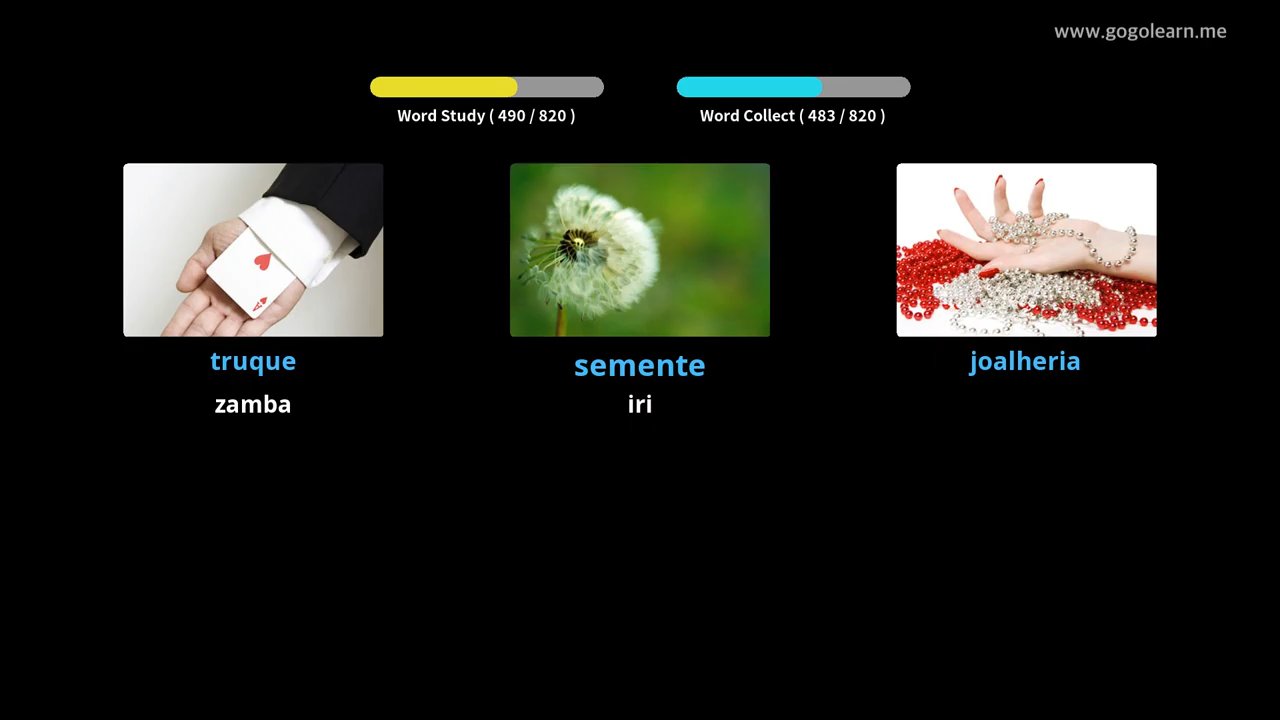 www.gogolearn.me
Word Study ( 490 / 820 )
Word Collect ( 483 / 820 )
truque
semente
joalheria
zamba
iri